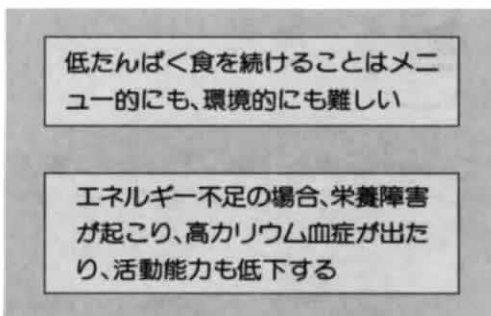 低たんぱく食を続けることはメニ
ュー的にも、環境的にも難しい
エネルギー不足の場合、栄養障害
が起こり、高カリウム血症が出た
り、活動能力も低下する